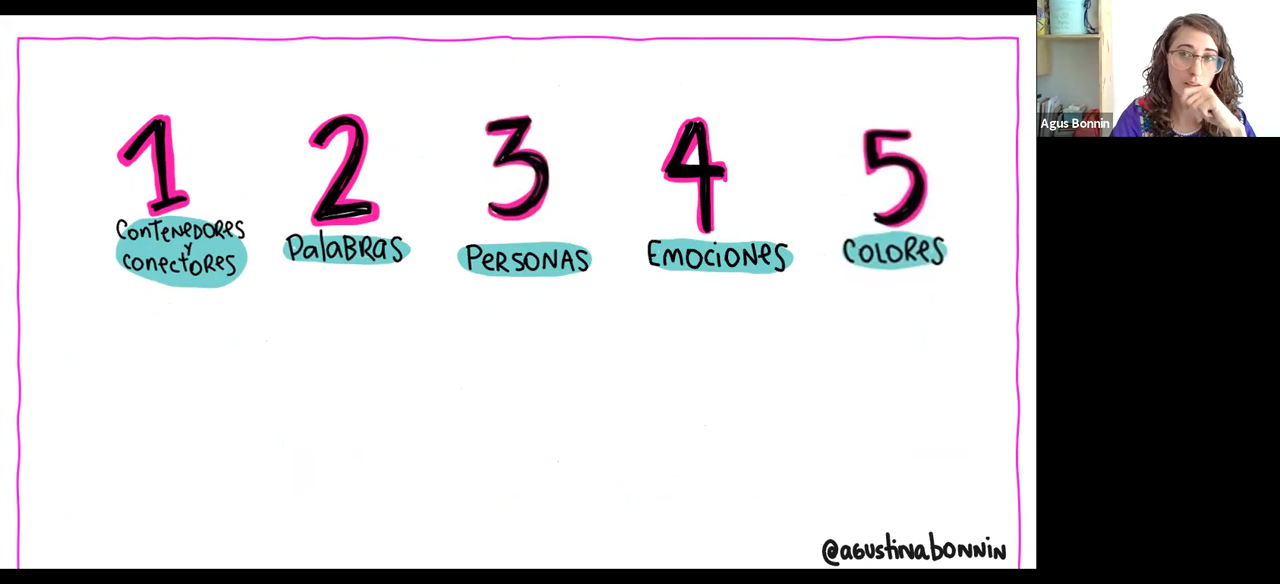 1
2
3
4
5
Contenedores
y
conectores
Palabras
Personas
Emociones
Colores
@agustinabonnin
Agus Bonnin